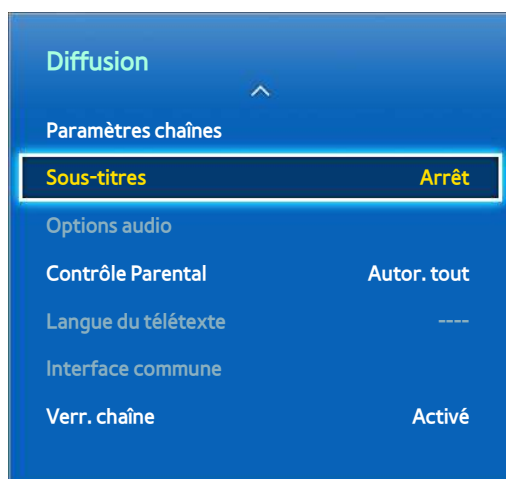 Diffusion
Paramètres chaînes
Sous-titres Arrêt
Options audio
Contrôle Parental Autor. tout
Langue du télétexte ----
Interface commune
Verr. chaîne Activé